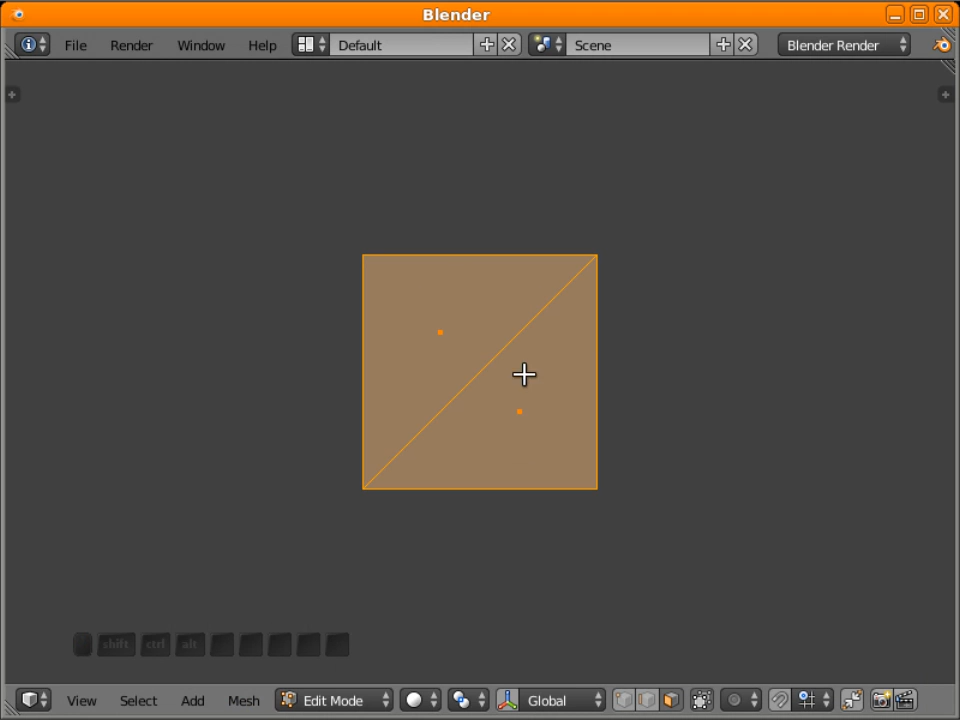 Blender
File Render Window Help Default Scene Blender Render
shift ctrl alt
View Select Add Mesh Edit Mode Global